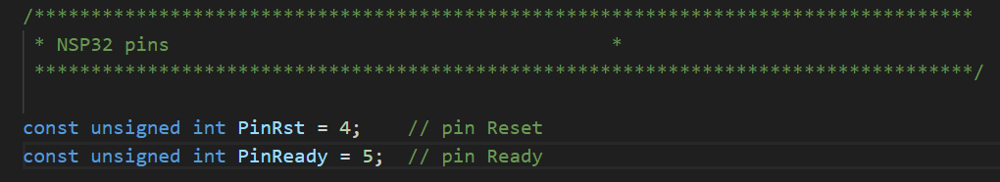 /***********************************************************************************
 * NSP32 pins                                        *
 ***********************************************************************************/
const unsigned int PinRst = 4;    // pin Reset
const unsigned int PinReady = 5;  // pin Ready